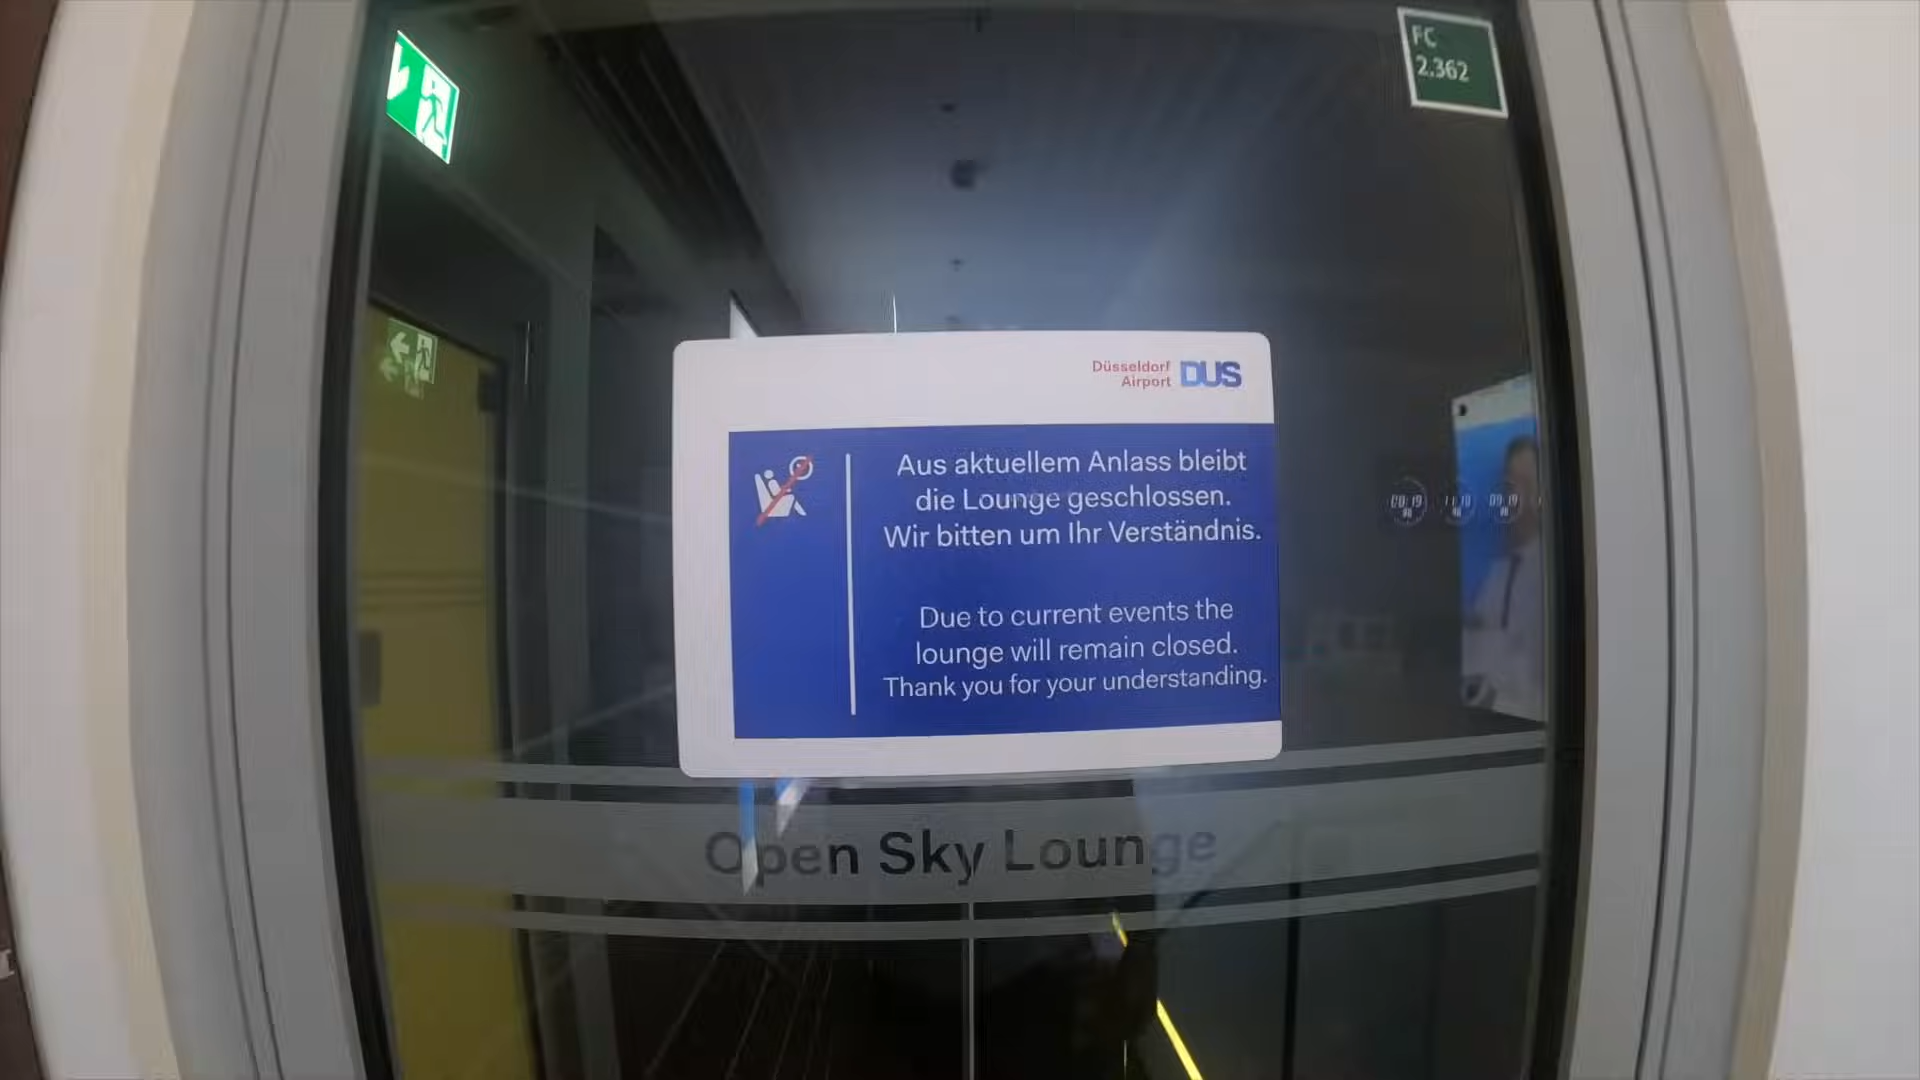 FC
2.362
Düsseldorf
Airport
DUS
Aus aktuellem Anlass bleibt
die Lounge geschlossen.
Wir bitten um Ihr Verständnis.
Due to current events the
lounge will remain closed.
Thank you for your understanding.
Open Sky Lounge